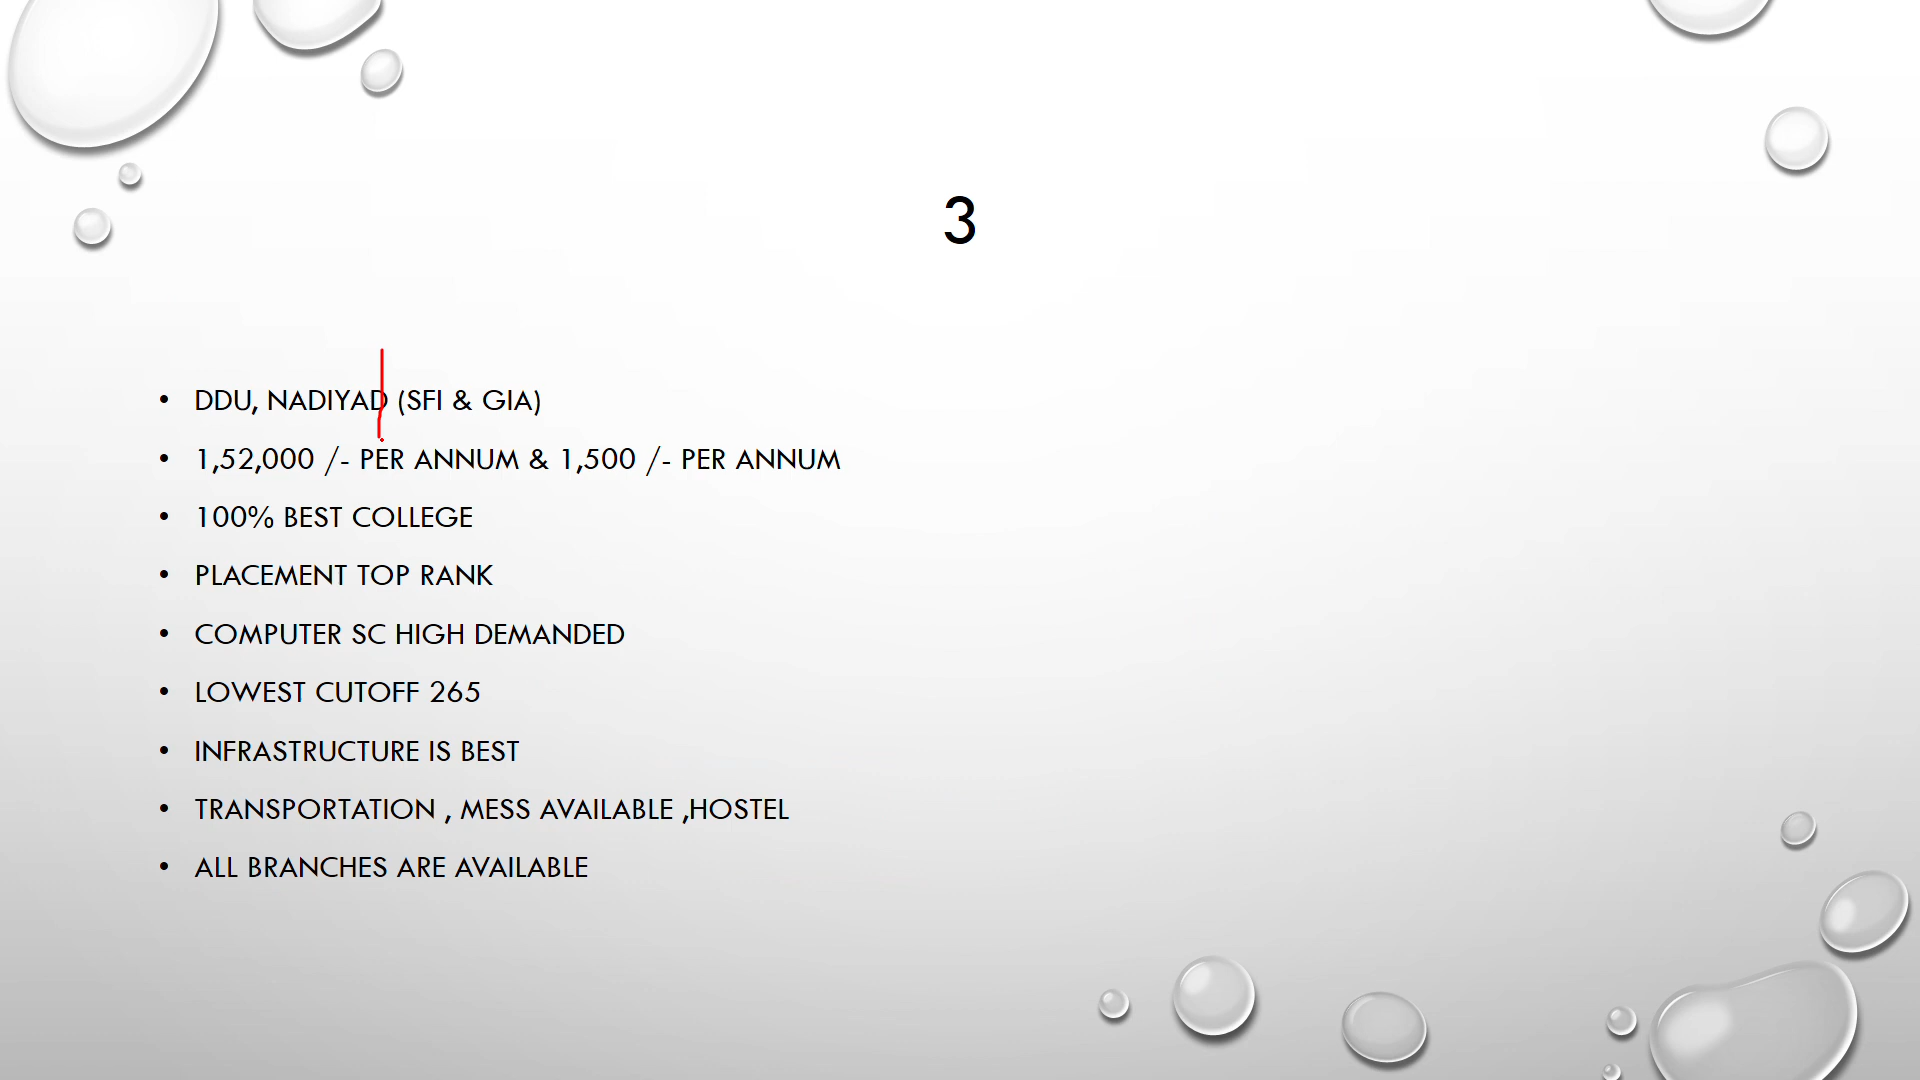 3
• DDU, NADIYAD (SFI & GIA)
• 1,52,000 /- PER ANNUM & 1,500 /- PER ANNUM
• 100% BEST COLLEGE
• PLACEMENT TOP RANK
• COMPUTER SC HIGH DEMANDED
• LOWEST CUTOFF 265
• INFRASTRUCTURE IS BEST
• TRANSPORTATION , MESS AVAILABLE ,HOSTEL
• ALL BRANCHES ARE AVAILABLE